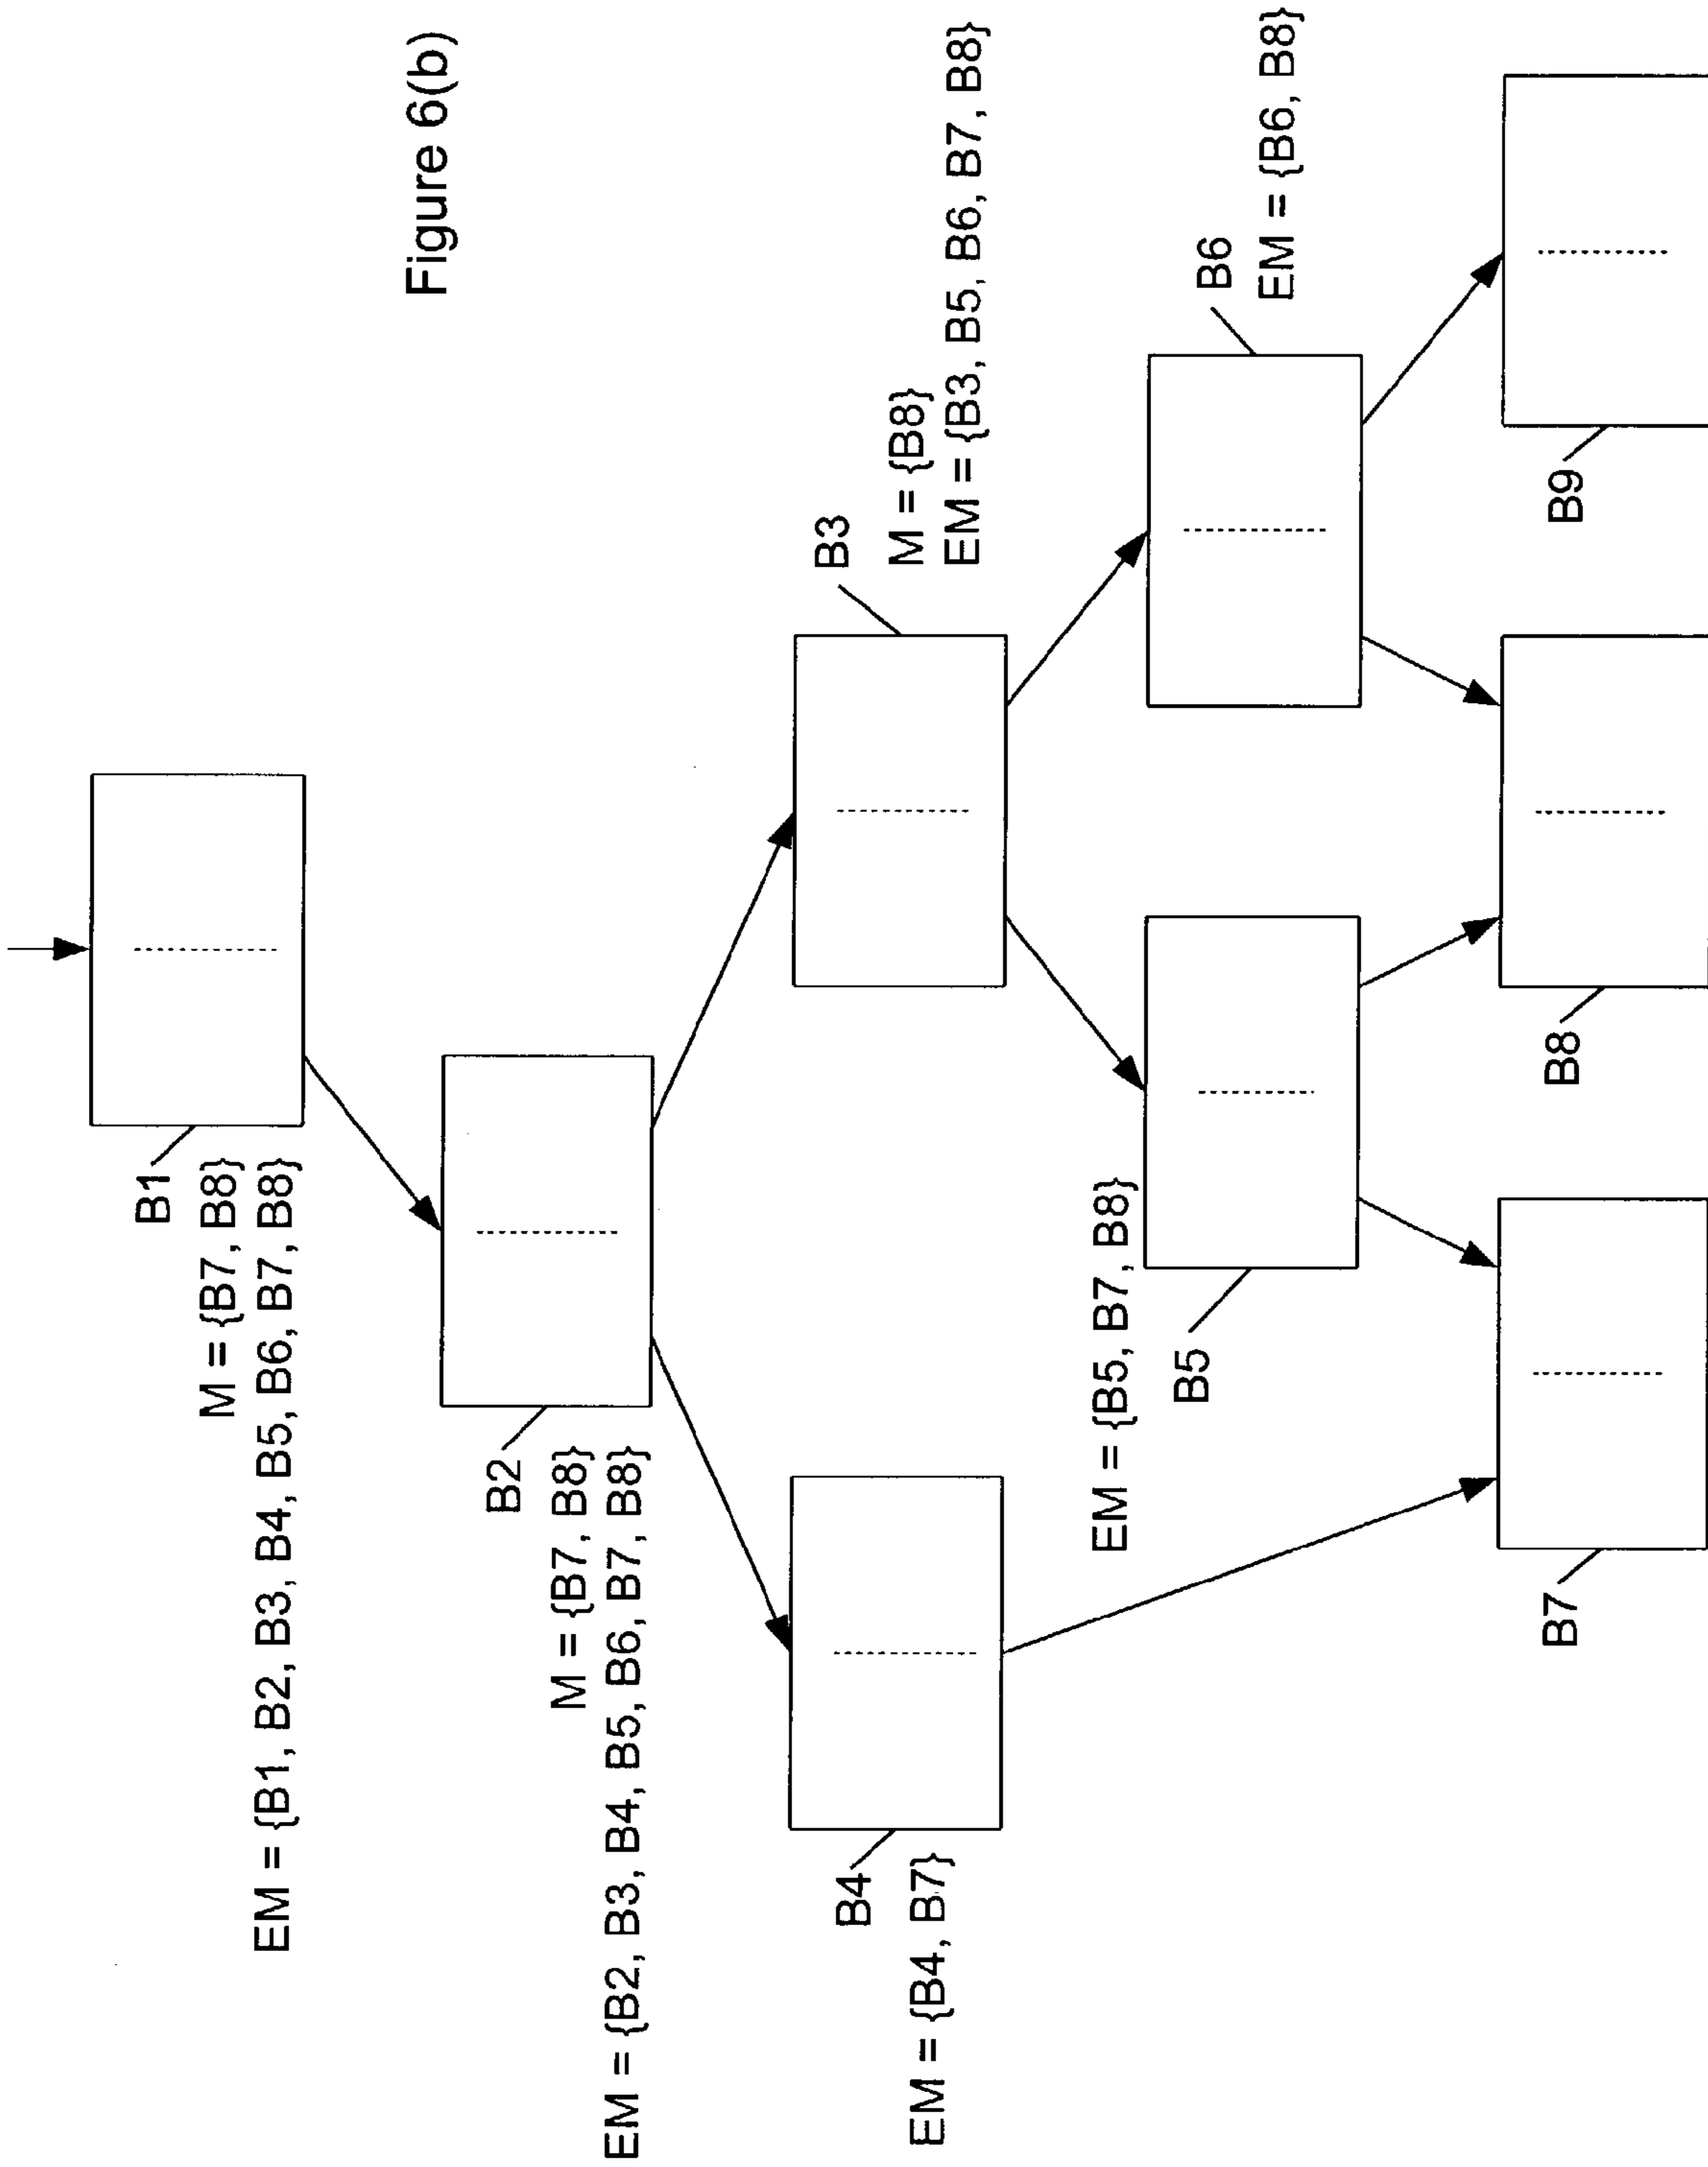 Figure 6(b)
B1
M = {B7, B8}
EM = {B1, B2, B3, B4, B5, B6, B7, B8}
B2
M = {B7, B8}
EM = {B2, B3, B4, B5, B6, B7, B8}
B3
M = {B8}
EM = {B3, B5, B6, B7, B8}
B4
EM = {B4, B7}
EM = {B5, B7, B8}
B5
B6
EM = {B6, B8}
B7
B8
B9